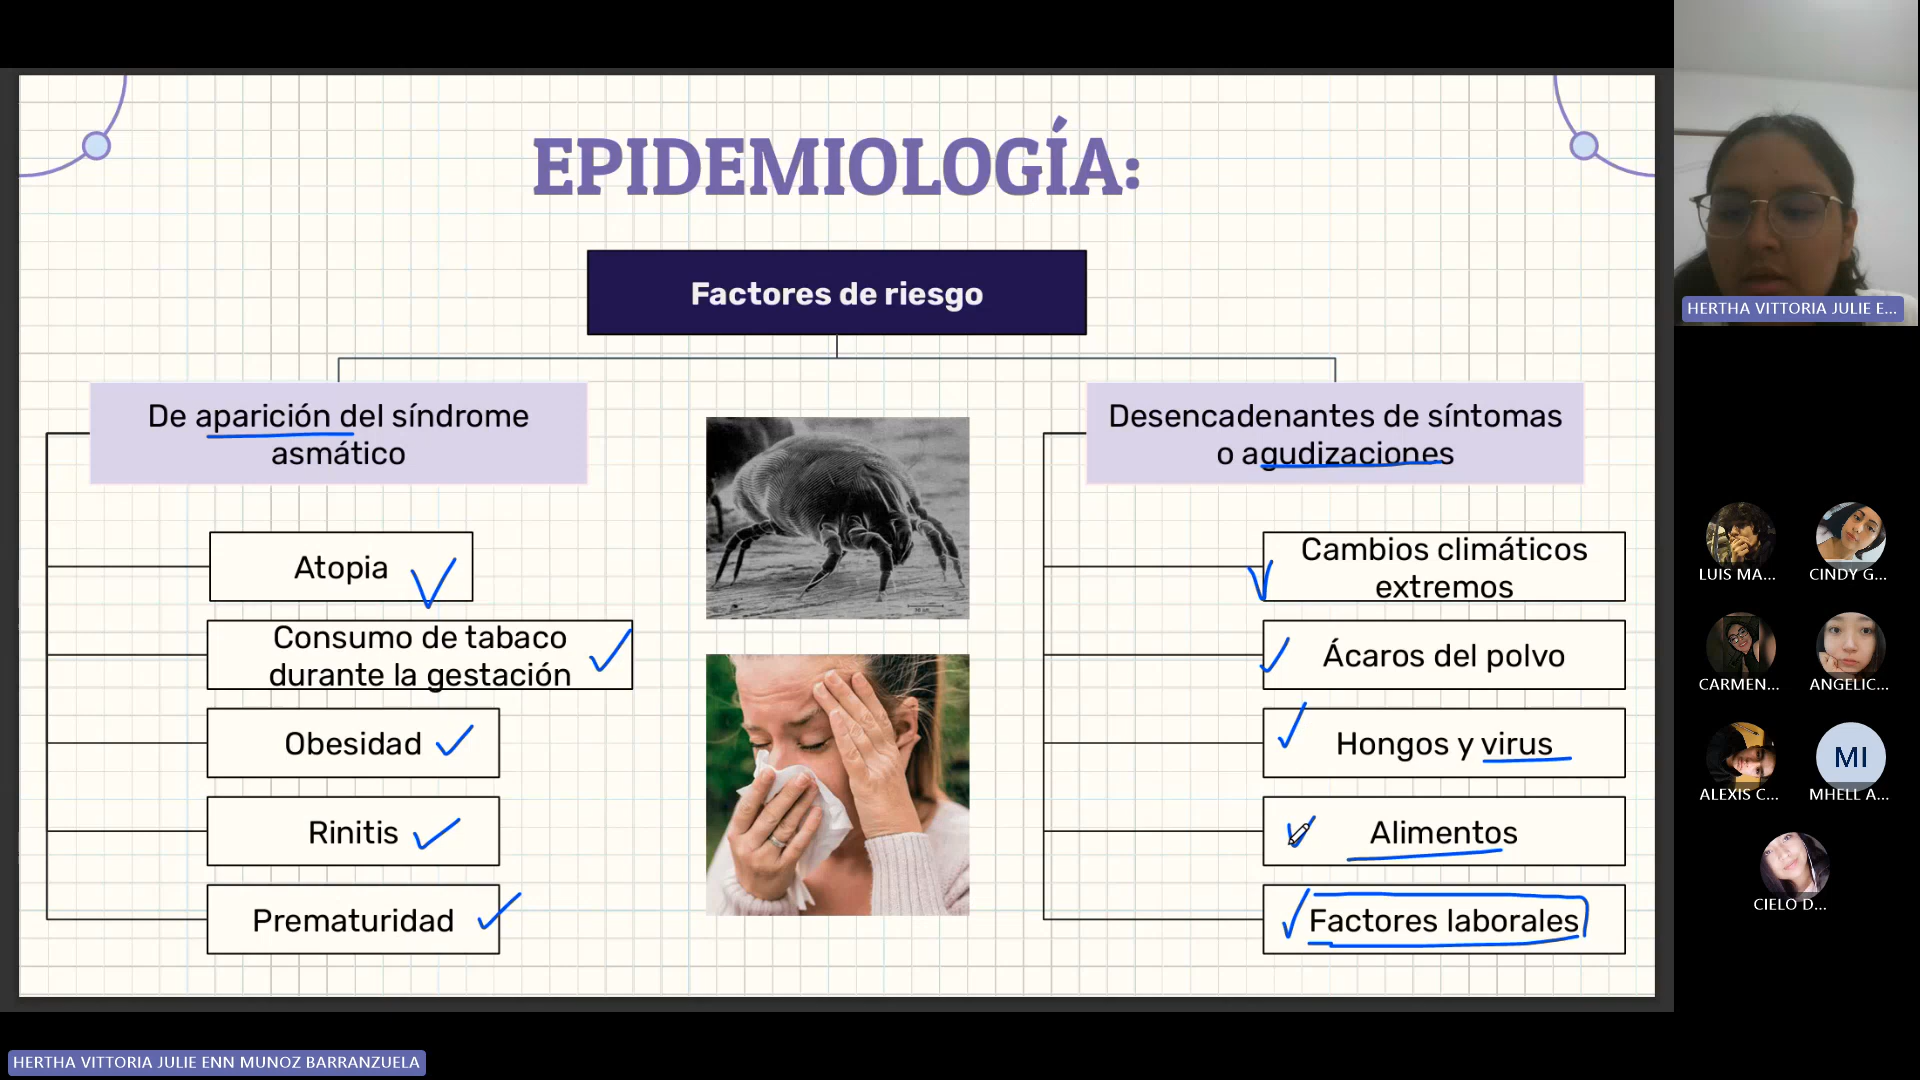 EPIDEMIOLOGÍA:
Factores de riesgo
De aparición del síndrome
asmático
Atopia
Consumo de tabaco
durante la gestación
Obesidad
Rinitis
Prematuridad
Desencadenantes de síntomas
o agudizaciones
Cambios climáticos
extremos
Ácaros del polvo
Hongos y virus
Alimentos
Factores laborales
HERTHA VITTORIA JULIE E...
LUIS MA...
CINDY G...
CARMEN...
ANGELIC...
ALEXIS C...
MI
MHELL A...
CIELO D...
HERTHA VITTORIA JULIE ENN MUNOZ BARRANZUELA